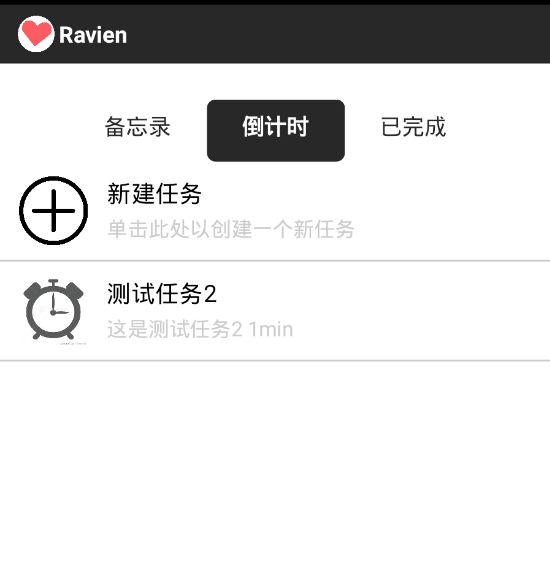 Ravien
备忘录 倒计时 已完成
新建任务
单击此处以创建一个新任务
测试任务2
这是测试任务2 1min